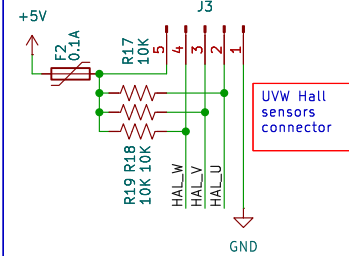 J3
+5V
F2
0.1A
R17
10K
5
4
3
2
1
UVW Hall
sensors
connector
R19
10K
R18
10K
10K
HAL_W
HAL_V
HAL_U
GND